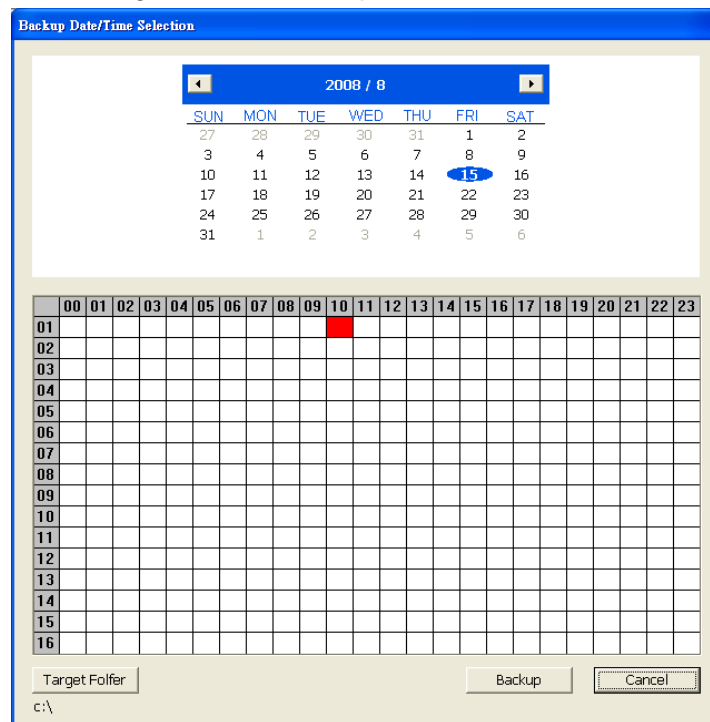 Backup Date/Time Selection
2008 / 8
SUN MON TUE WED THU FRI SAT
27 28 29 30 31 1 2
3 4 5 6 7 8 9
10 11 12 13 14 15 16
17 18 19 20 21 22 23
24 25 26 27 28 29 30
31 1 2 3 4 5 6
00 01 02 03 04 05 06 07 08 09 10 11 12 13 14 15 16 17 18 19 20 21 22 23
01
02
03
04
05
06
07
08
09
10
11
12
13
14
15
16
Target Folfer Backup Cancel
c:\